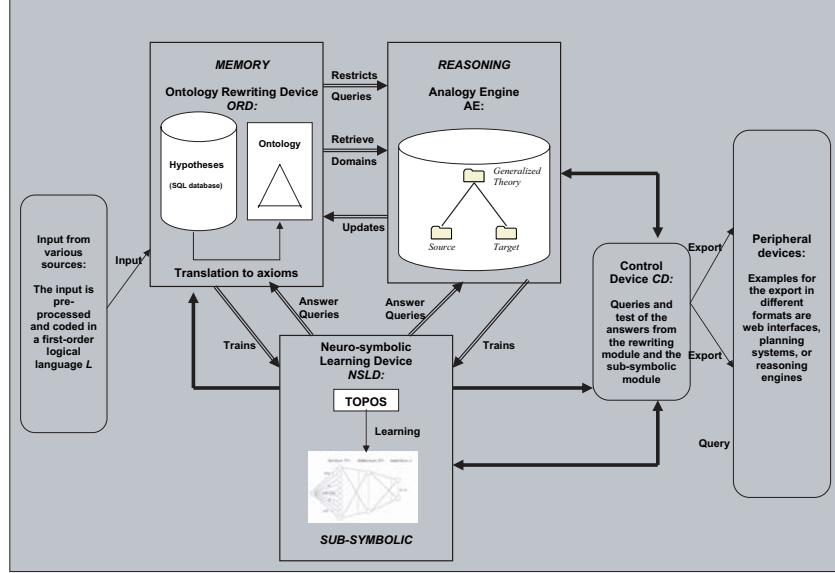 Input from
various
sources:
The input is
pre-
processed
and coded in
a first-order
logical
language L
Input
MEMORY
Ontology Rewriting Device
ORD:
Hypotheses
(SQL database)
Ontology
Translation to axioms
Restricts
Queries
Retrieve
Domains
Updates
REASONING
Analogy Engine
AE:
Generalized
Theory
Source
Target
Trains
Answer
Queries
Answer
Queries
Trains
Neuro-symbolic
Learning Device
NSLD:
TOPOS
Learning
SUB-SYMBOLIC
Control
Device CD:
Queries and
test of the
answers from
the rewriting
module and the
sub-symbolic
module
Export
Export
Query
Peripheral
devices:
Examples for
the export in
different
formats are
web interfaces,
planning
systems, or
reasoning
engines